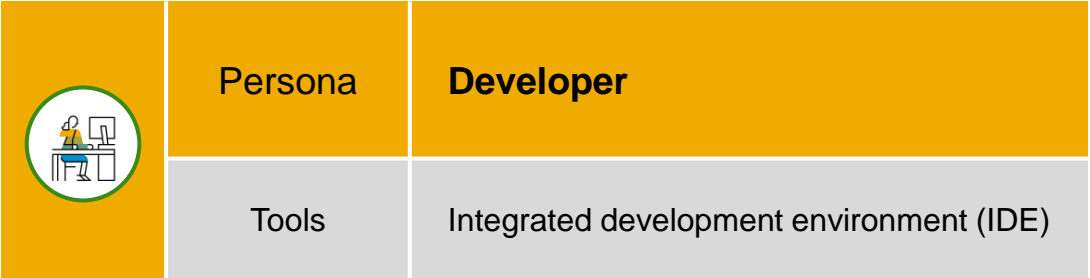 Persona
Developer
Tools
Integrated development environment (IDE)